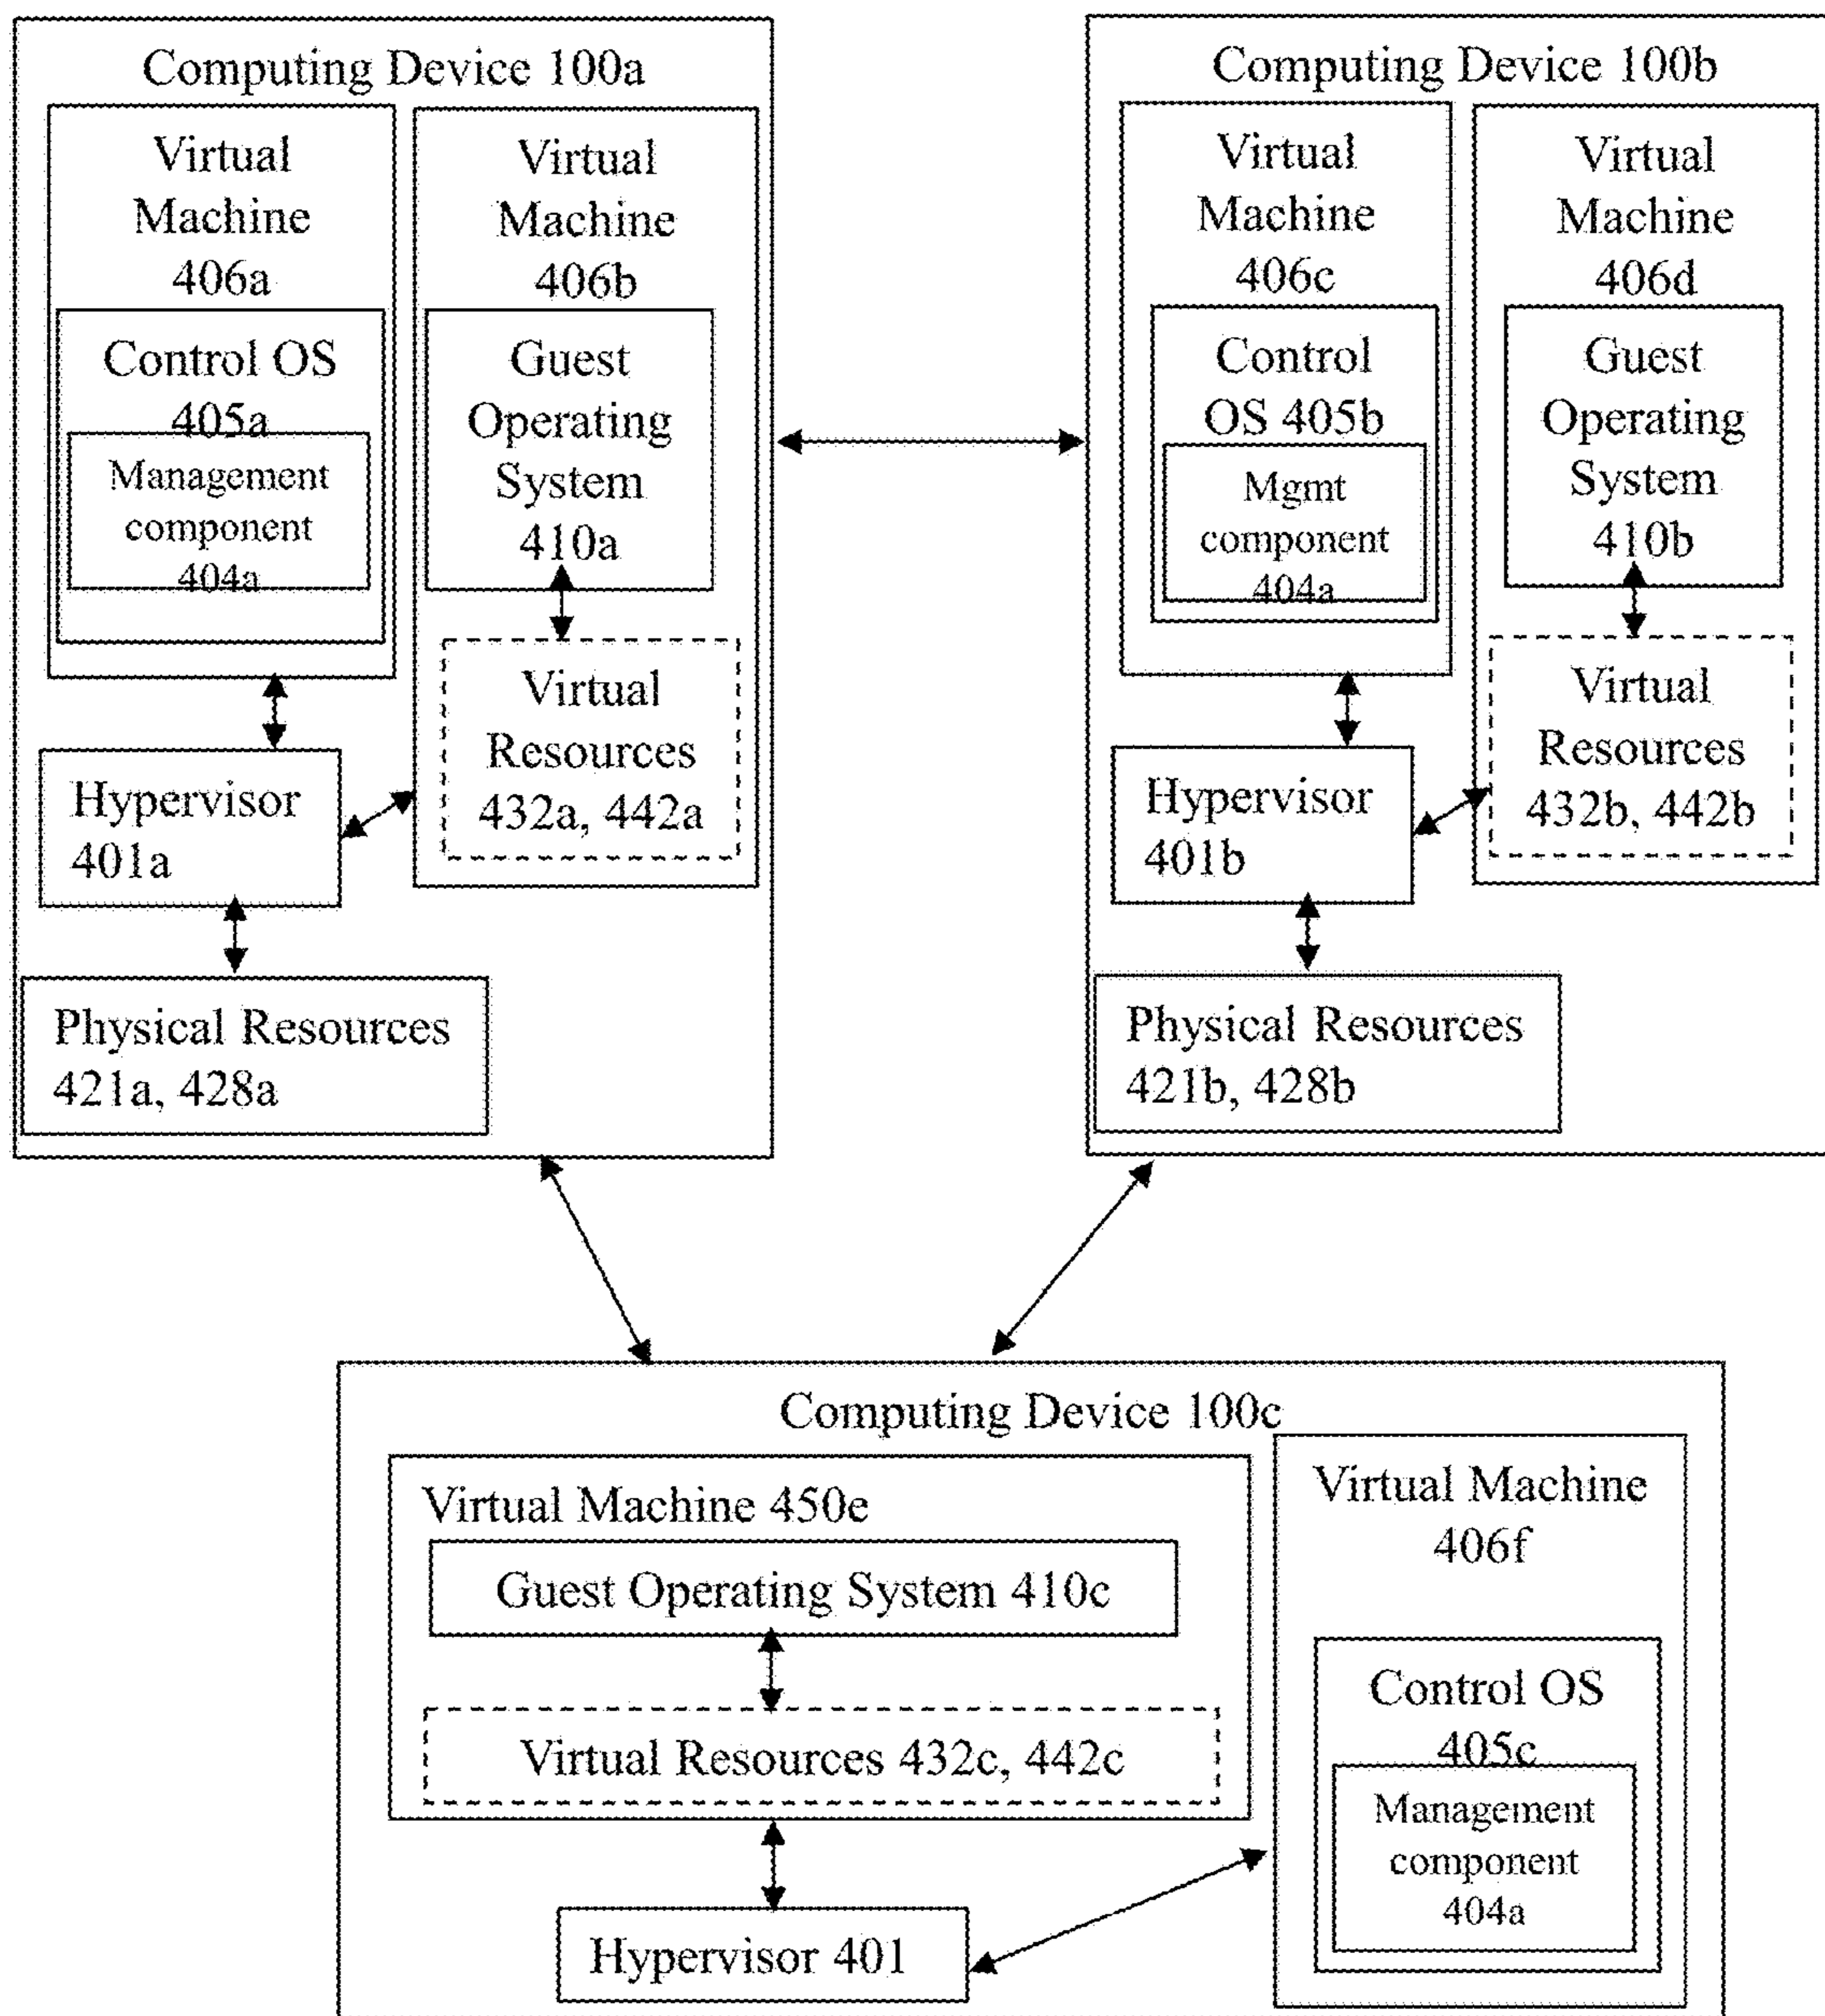 Computing Device 100a
Virtual
Machine
406a
Control OS
405a
Management
component
404a
Virtual
Machine
406b
Guest
Operating
System
410a
Virtual
Resources
432a, 442a
Hypervisor
401a
Physical Resources
421a, 428a
Computing Device 100b
Virtual
Machine
406c
Control
OS 405b
Mgmt
component
404a
Virtual
Machine
406d
Guest
Operating
System
410b
Virtual
Resources
432b, 442b
Hypervisor
401b
Physical Resources
421b, 428b
Computing Device 100c
Virtual Machine 450e
Guest Operating System 410c
Virtual Resources 432c, 442c
Hypervisor 401
Virtual Machine
406f
Control OS
405c
Management
component
404a